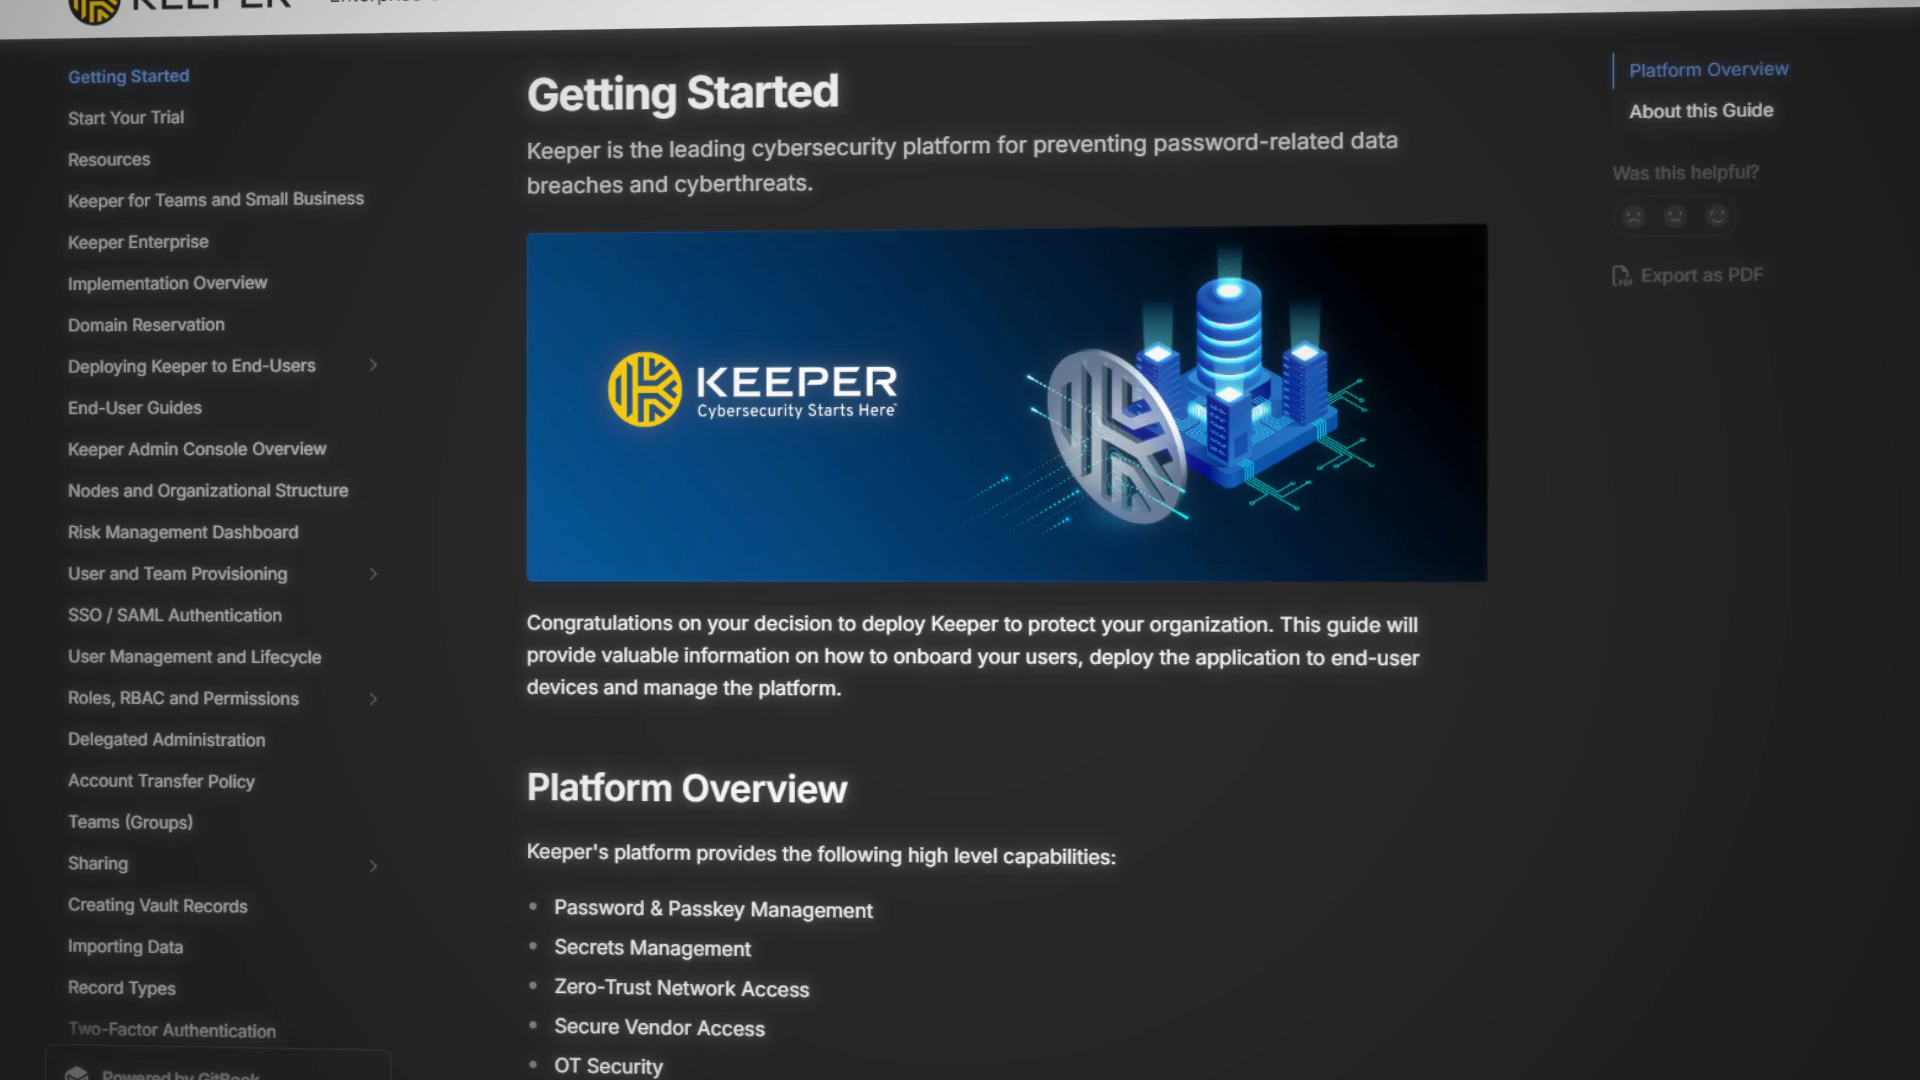 KEEPER
Getting Started
Start Your Trial
Resources
Keeper for Teams and Small Business
Keeper Enterprise
Implementation Overview
Domain Reservation
Deploying Keeper to End-Users
End-User Guides
Keeper Admin Console Overview
Nodes and Organizational Structure
Risk Management Dashboard
User and Team Provisioning
SSO / SAML Authentication
User Management and Lifecycle
Roles, RBAC and Permissions
Delegated Administration
Account Transfer Policy
Teams (Groups)
Sharing
Creating Vault Records
Importing Data
Record Types
Two-Factor Authentication
Powered by GitBook
Getting Started
Keeper is the leading cybersecurity platform for preventing password-related data
breaches and cyberthreats.
KEEPER
Cybersecurity Starts Here
Congratulations on your decision to deploy Keeper to protect your organization. This guide will
provide valuable information on how to onboard your users, deploy the application to end-user
devices and manage the platform.
Platform Overview
Keeper's platform provides the following high level capabilities:
• Password & Passkey Management
• Secrets Management
• Zero-Trust Network Access
• Secure Vendor Access
• OT Security
Platform Overview
About this Guide
Was this helpful?
Export as PDF